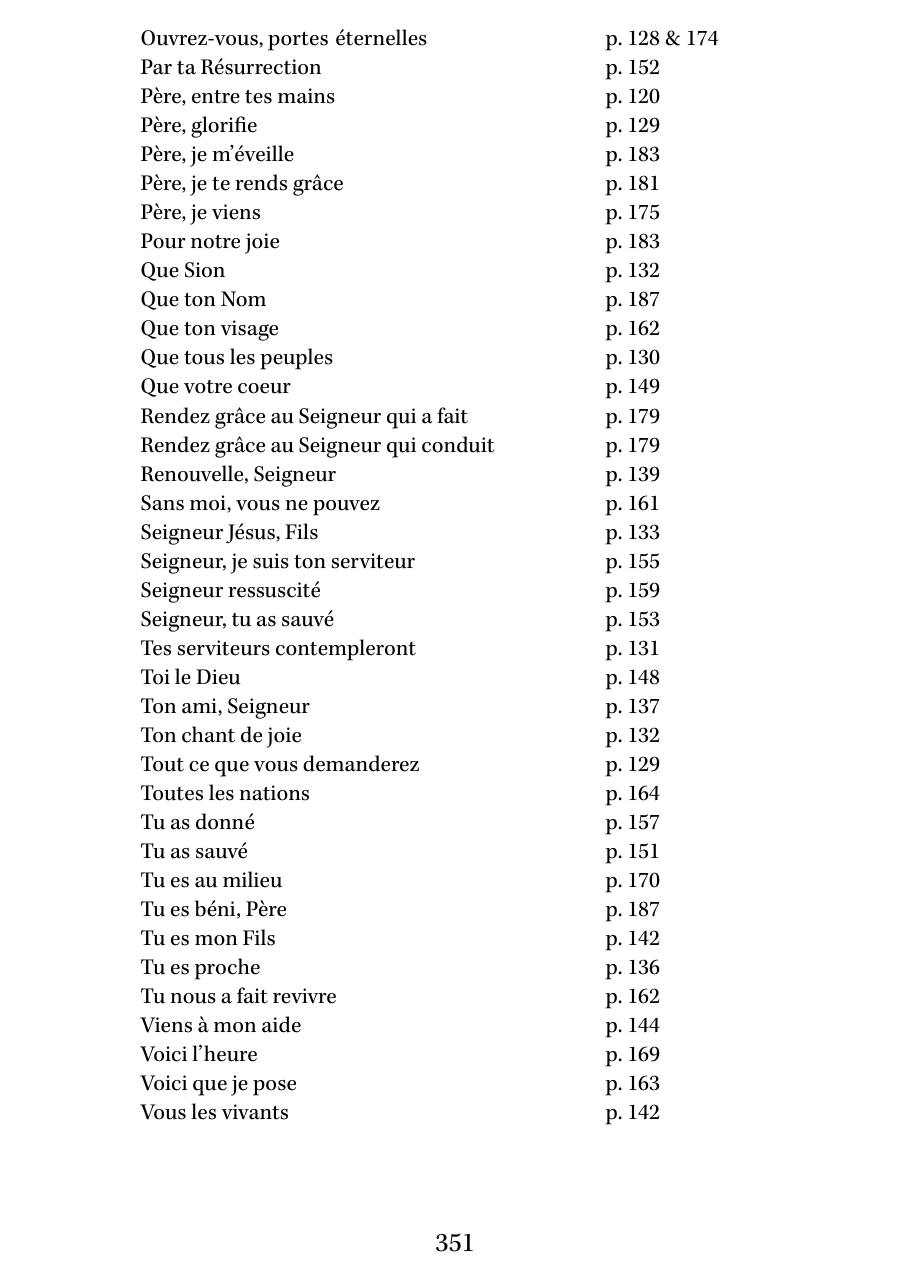 Ouvrez-vous, portes éternelles p. 128 & 174
Par ta Résurrection p. 152
Père, entre tes mains p. 120
Père, glorifie p. 129
Père, je m’éveille p. 183
Père, je te rends grâce p. 181
Père, je viens p. 175
Pour notre joie p. 183
Que Sion p. 132
Que ton Nom p. 187
Que ton visage p. 162
Que tous les peuples p. 130
Que votre coeur p. 149
Rendez grâce au Seigneur qui a fait p. 179
Rendez grâce au Seigneur qui conduit p. 179
Renouvelle, Seigneur p. 139
Sans moi, vous ne pouvez p. 161
Seigneur Jésus, Fils p. 133
Seigneur, je suis ton serviteur p. 155
Seigneur ressuscité p. 159
Seigneur, tu as sauvé p. 153
Tes serviteurs contempleront p. 131
Toi le Dieu p. 148
Ton ami, Seigneur p. 137
Ton chant de joie p. 132
Tout ce que vous demanderez p. 129
Toutes les nations p. 164
Tu as donné p. 157
Tu as sauvé p. 151
Tu es au milieu p. 170
Tu es béni, Père p. 187
Tu es mon Fils p. 142
Tu es proche p. 136
Tu nous a fait revivre p. 162
Viens à mon aide p. 144
Voici l’heure p. 169
Voici que je pose p. 163
Vous les vivants p. 142
351